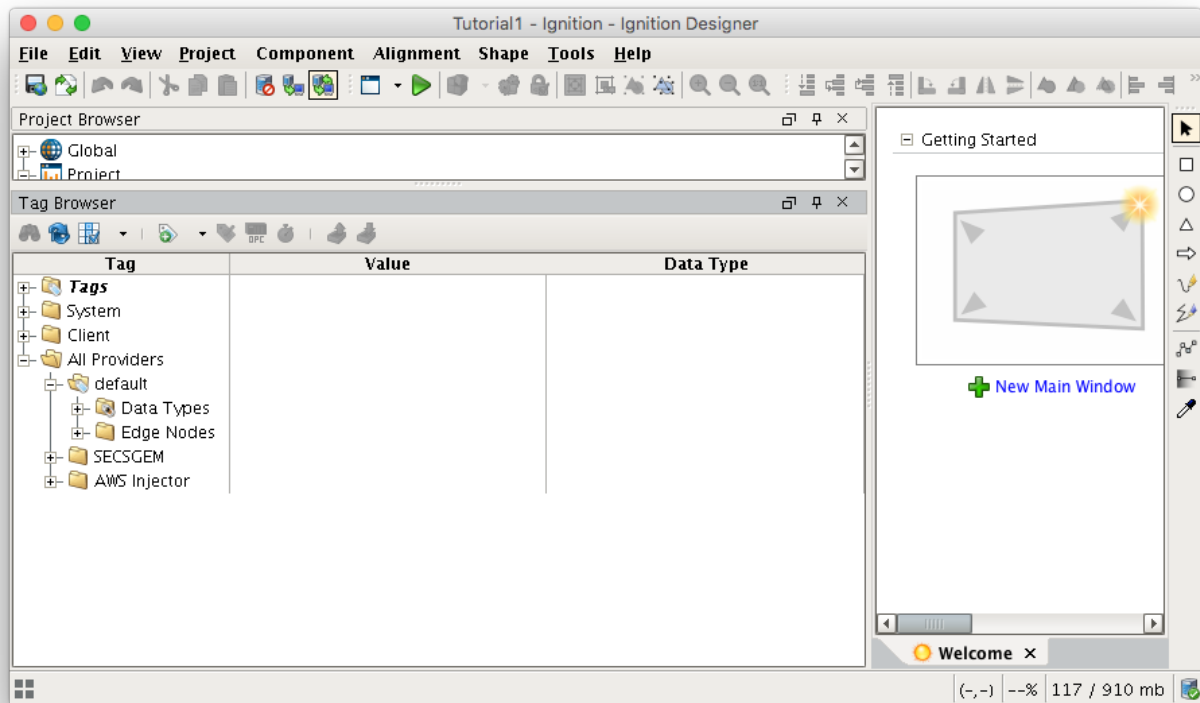 Tutorial1 - Ignition - Ignition Designer
File Edit View Project Component Alignment Shape Tools Help
Project Browser
Global
Project
Tag Browser
OPC
Tag Value Data Type
Tags
System
Client
All Providers
default
Data Types
Edge Nodes
SECSGEM
AWS Injector
Getting Started
New Main Window
Welcome
(-,-) --% 117 / 910 mb